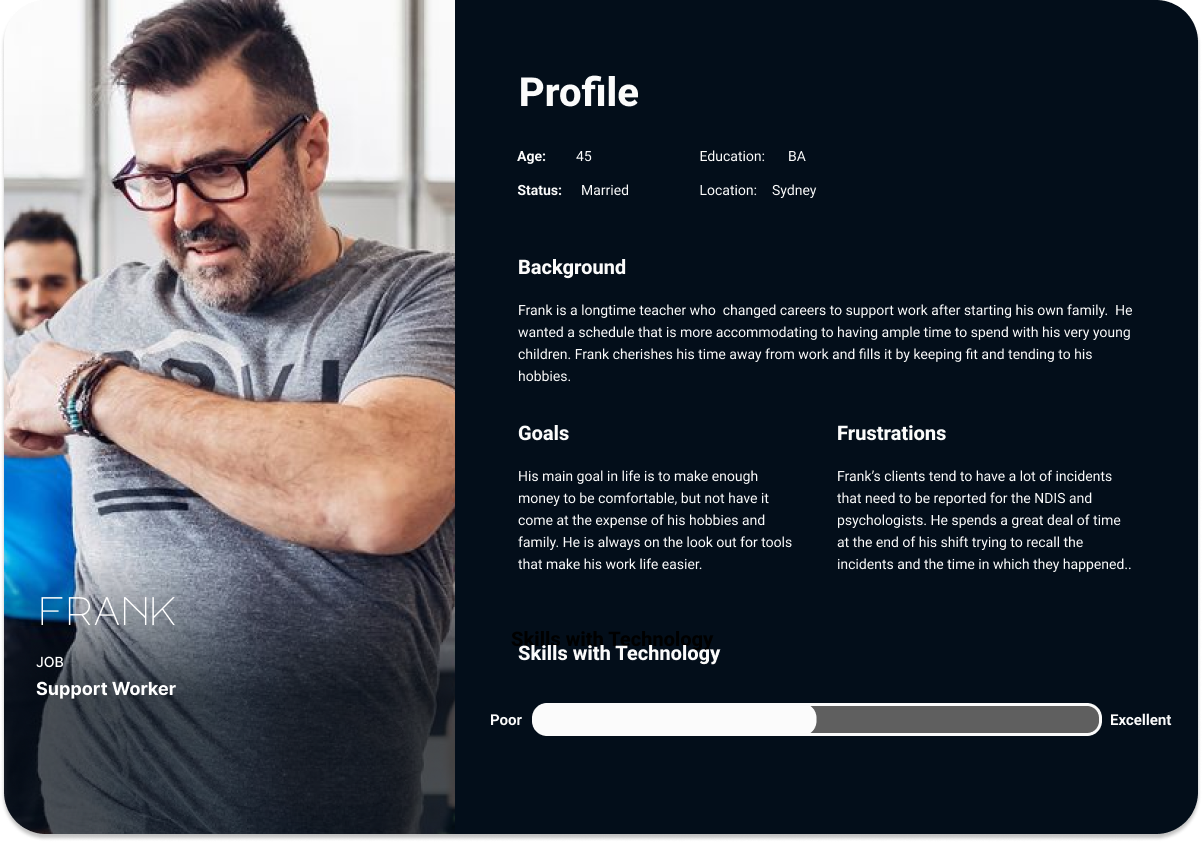 Profile
Age: 45 Education: BA
Status: Married Location: Sydney
Background
Frank is a longtime teacher who  changed careers to support work after starting his own family.  He
wanted a schedule that is more accommodating to having ample time to spend with his very young
children. Frank cherishes his time away from work and fills it by keeping fit and tending to his
hobbies.
Goals
His main goal in life is to make enough
money to be comfortable, but not have it
come at the expense of his hobbies and
family. He is always on the look out for tools
that make his work life easier.
Frustrations
Frank’s clients tend to have a lot of incidents
that need to be reported for the NDIS and
psychologists. He spends a great deal of time
at the end of his shift trying to recall the
incidents and the time in which they happened..
FRANK
JOB
Support Worker
Skills with Technology
Skills with Technology
Poor Excellent